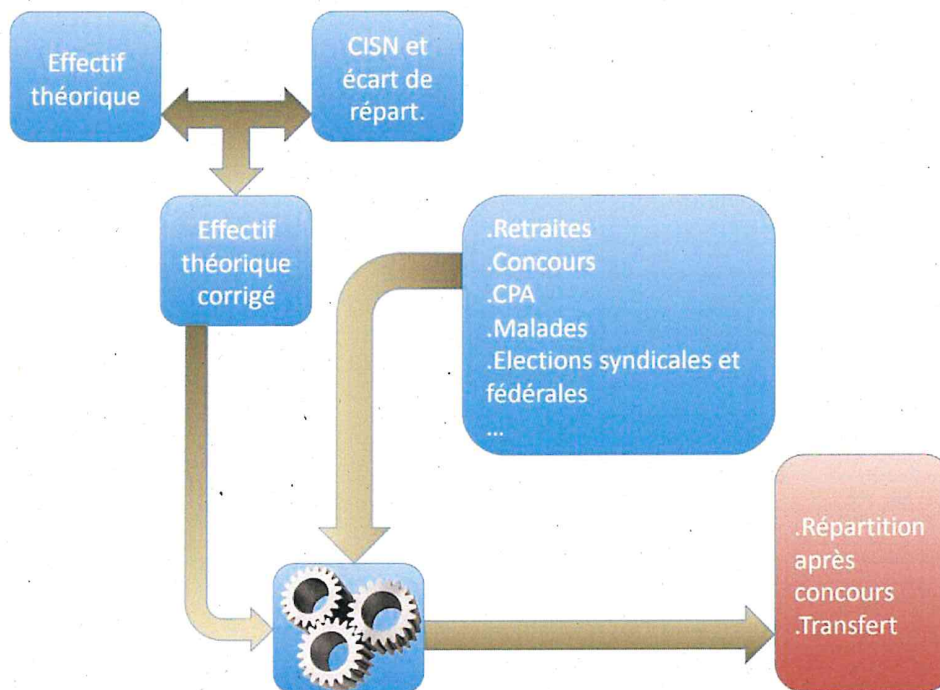 Effectif
théorique
CISN et
écart de
répart.
Effectif
théorique
corrigé
.Retraites
.Concours
.CPA
.Malades
.Elections syndicales et
fédérales
...
.Répartition
après
concours
.Transfert